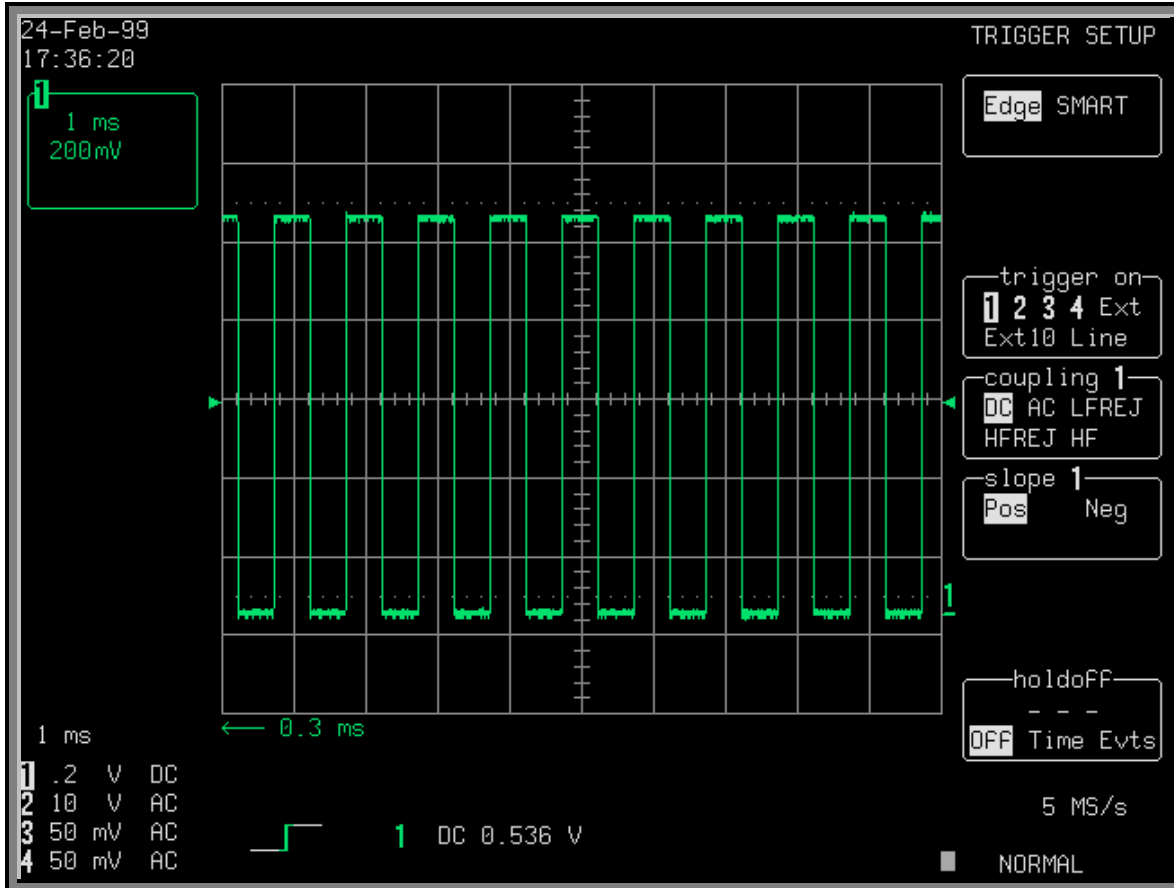 24-Feb-99
17:36:20
TRIGGER SETUP
1
1 ms
200mV
Edge SMART
trigger on
1 2 3 4 Ext
Ext10 Line
coupling 1
DC AC LFREJ
HFREJ HF
slope 1
Pos Neg
1
holdoff
- - -
OFF Time Evts
← 0.3 ms
1 ms
1 .2 V DC
2 10 V AC
3 50 mV AC
4 50 mV AC
1 DC 0.536 V
5 MS/s
NORMAL